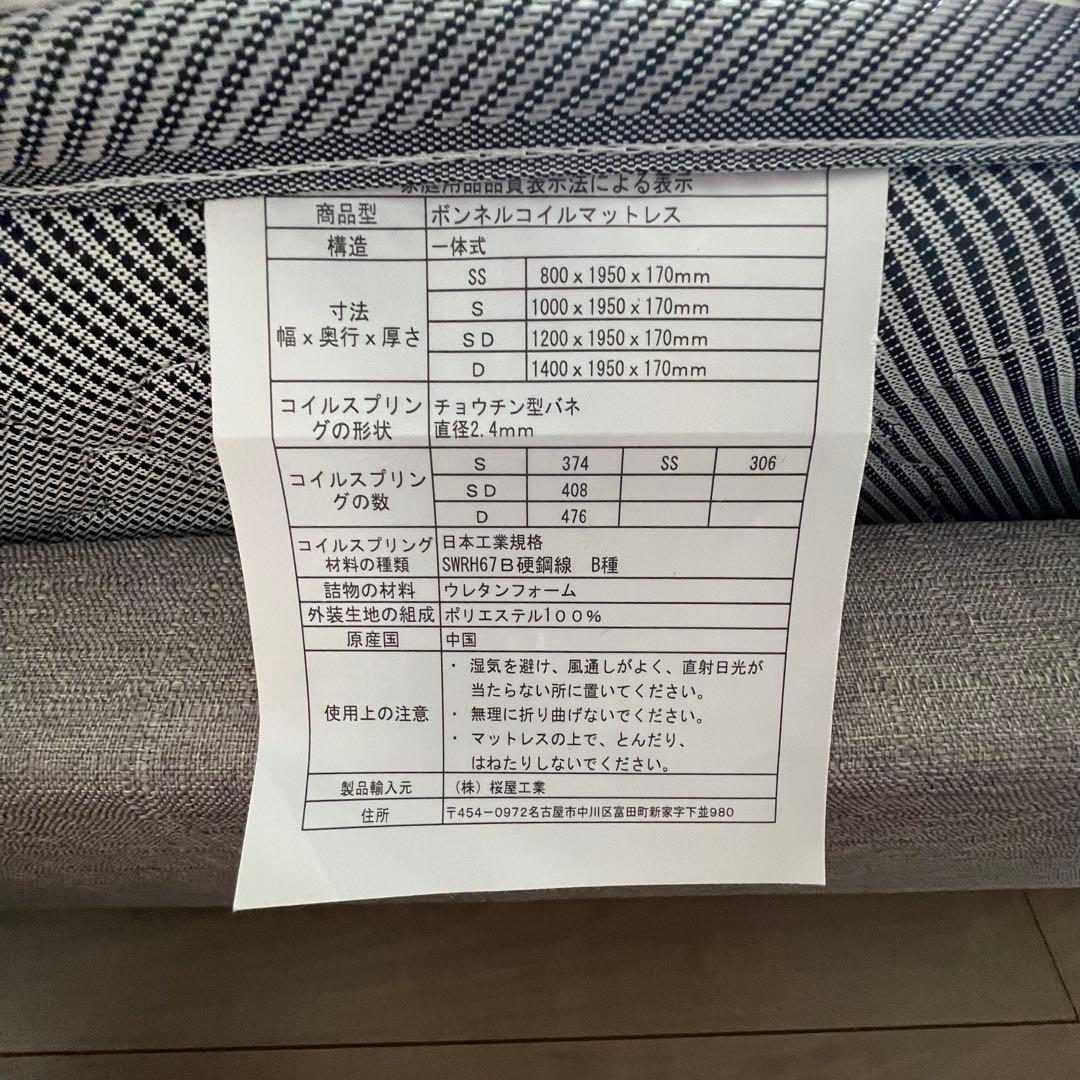 家庭用品品質表示法による表示
商品型 ボンネルコイルマットレス
構造 一体式
寸法
幅x奥行x厚さ
SS 800x1950x170mm
S 1000x1950x170mm
SD 1200x1950x170mm
D 1400x1950x170mm
コイルスプリン
グの形状
チョウチン型バネ
直径2.4mm
コイルスプリン
グの数
S 374 SS 306
SD 408
D 476
コイルスプリング
材料の種類
日本工業規格
SWRH67B硬鋼線 B種
詰物の材料 ウレタンフォーム
外装生地の組成 ポリエステル100%
原産国 中国
使用上の注意
・ 湿気を避け、風通しがよく、直射日光が
当たらない所に置いてください。
・ 無理に折り曲げないでください。
・ マットレスの上で、とんだり、
はねたりしないでください。
製品輸入元 (株)桜屋工業
住所 〒454-0972名古屋市中川区富田町新家字下並980